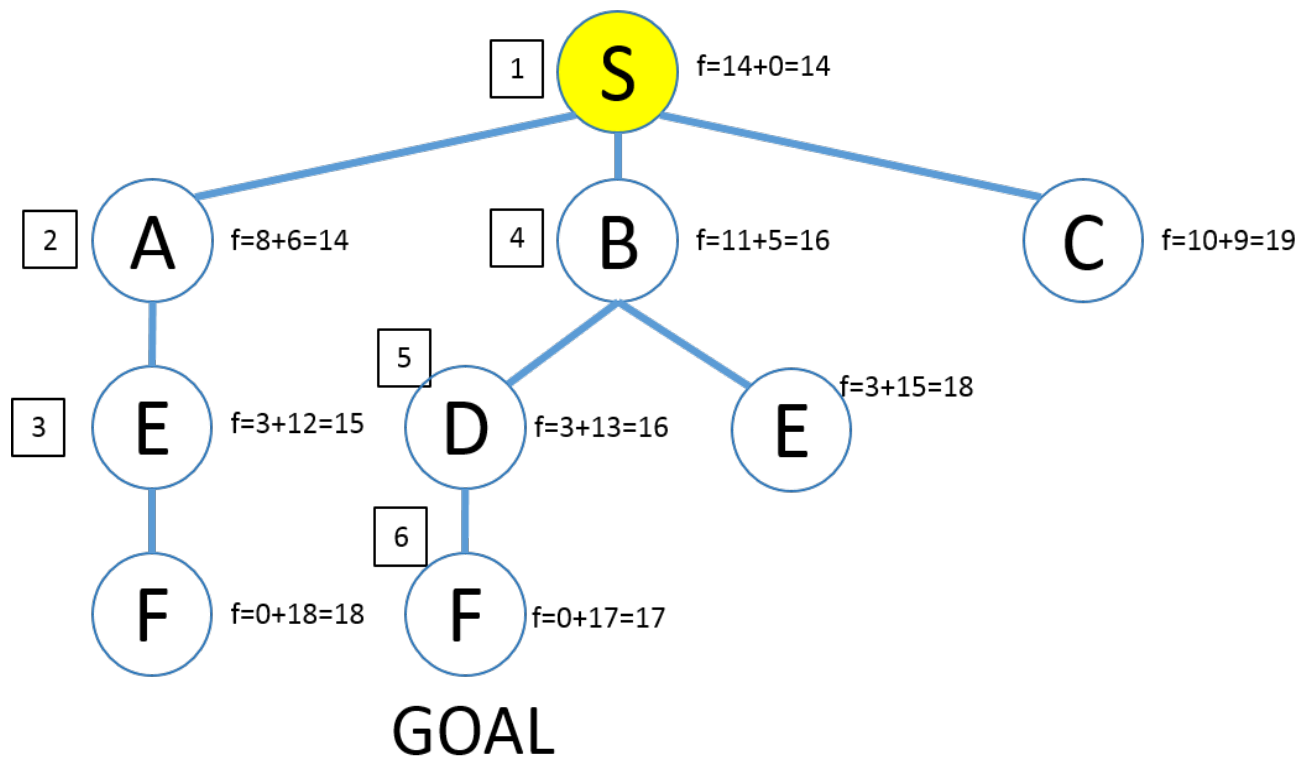 1
S
f=14+0=14
2
A
f=8+6=14
4
B
f=11+5=16
C
f=10+9=19
5
3
E
f=3+12=15
D
f=3+13=16
E
f=3+15=18
6
F
f=0+18=18
F
f=0+17=17
GOAL